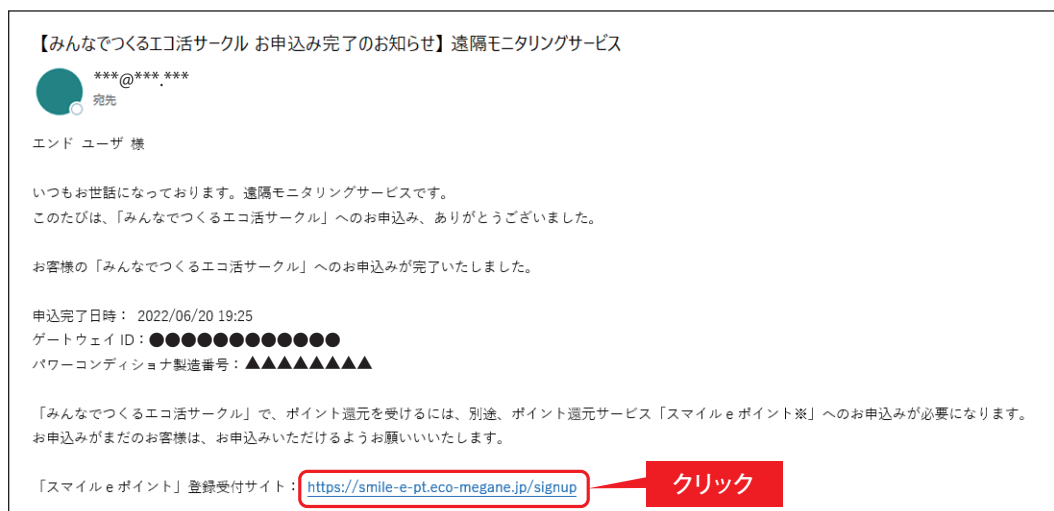 【みんなでつくるエコ活サークル お申込み完了のお知らせ】遠隔モニタリングサービス
***@***.***
宛先
エンド ユーザ 様
いつもお世話になっております。遠隔モニタリングサービスです。
このたびは、「みんなでつくるエコ活サークル」へのお申込み、ありがとうございました。
お客様の「みんなでつくるエコ活サークル」へのお申込みが完了いたしました。
申込完了日時： 2022/06/20 19:25
ゲートウェイ ID：●●●●●●●●●●●●
パワーコンディショナ製造番号：▲▲▲▲▲▲▲▲
「みんなでつくるエコ活サークル」で、ポイント還元を受けるには、別途、ポイント還元サービス「スマイル e ポイント※」へのお申込みが必要になります。
お申込みがまだのお客様は、お申込みいただけるようお願いいいたします。
「スマイル e ポイント」登録受付サイト： https://smile-e-pt.eco-megane.jp/signup クリック